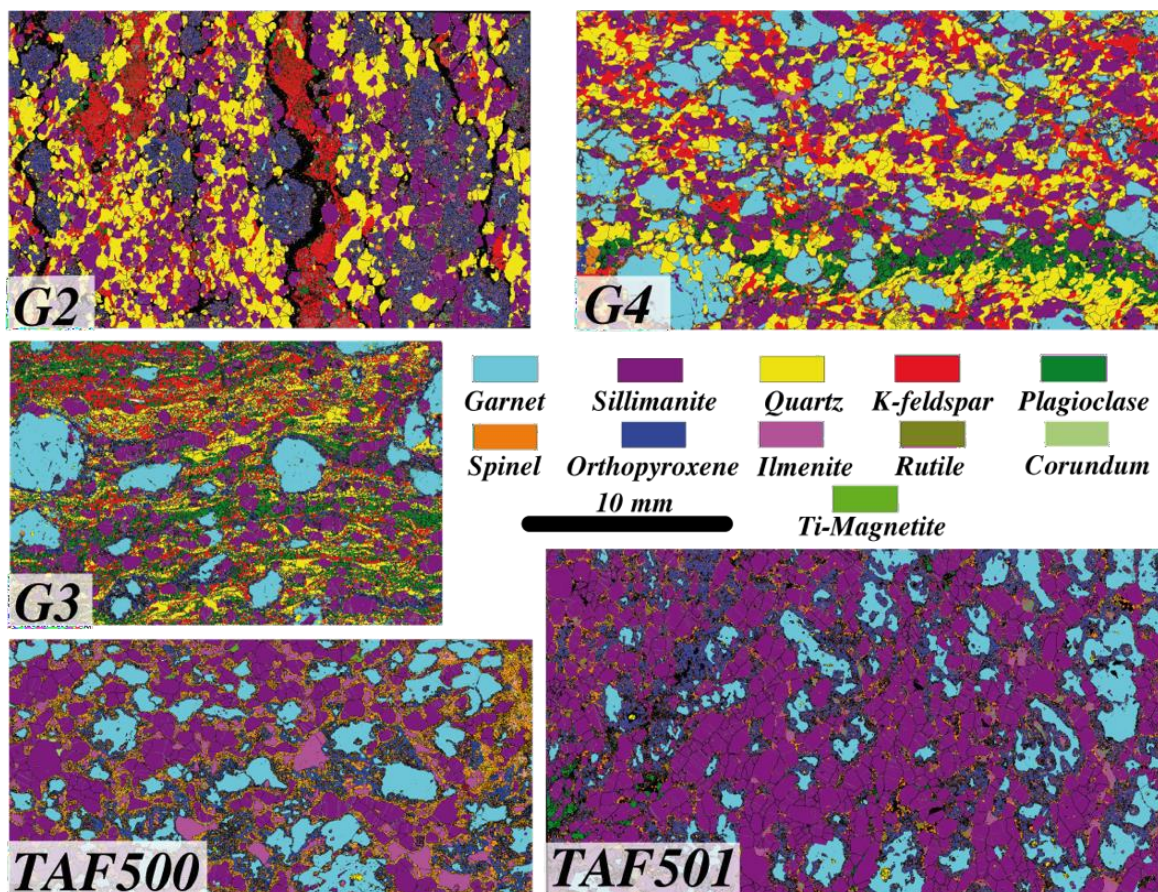 G2
G4
Garnet Sillimanite Quartz K-feldspar Plagioclase
Spinel Orthopyroxene Ilmenite Rutile Corundum
10 mm
Ti-Magnetite
G3
TAF500
TAF501